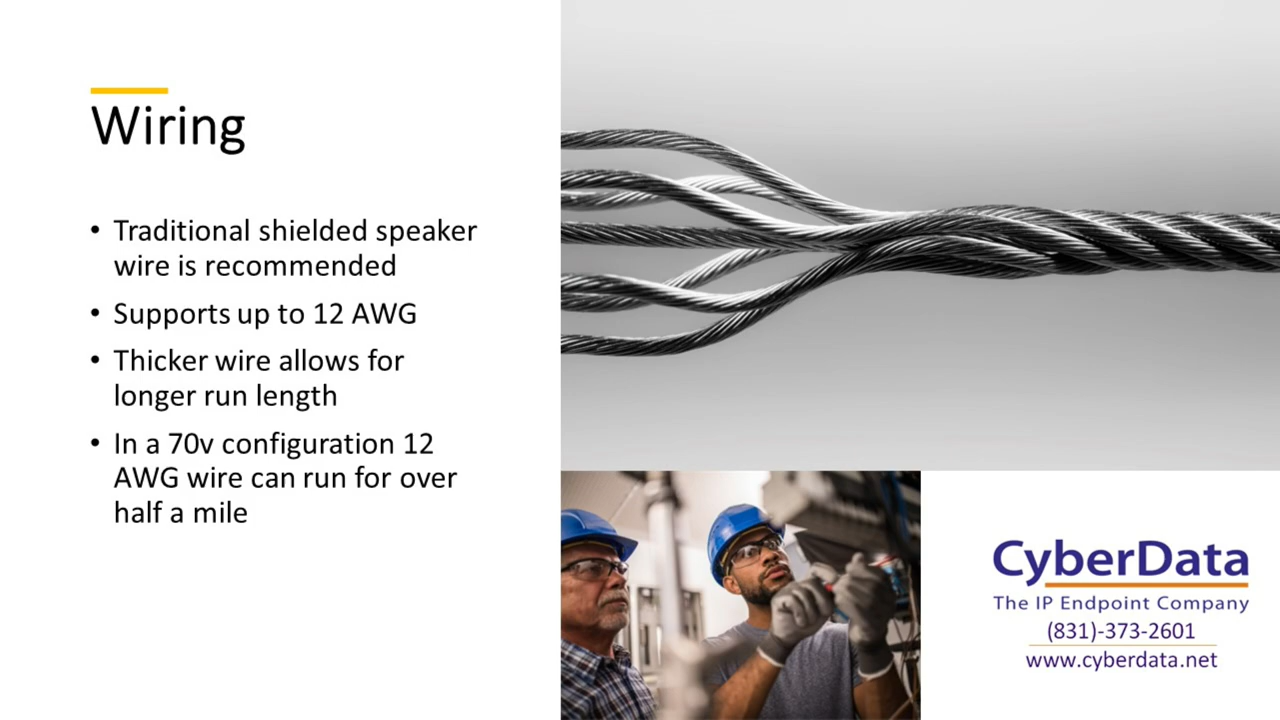 Wiring
• Traditional shielded speaker
wire is recommended
• Supports up to 12 AWG
• Thicker wire allows for
longer run length
• In a 70v configuration 12
AWG wire can run for over
half a mile
CyberData
The IP Endpoint Company
(831)-373-2601
www.cyberdata.net